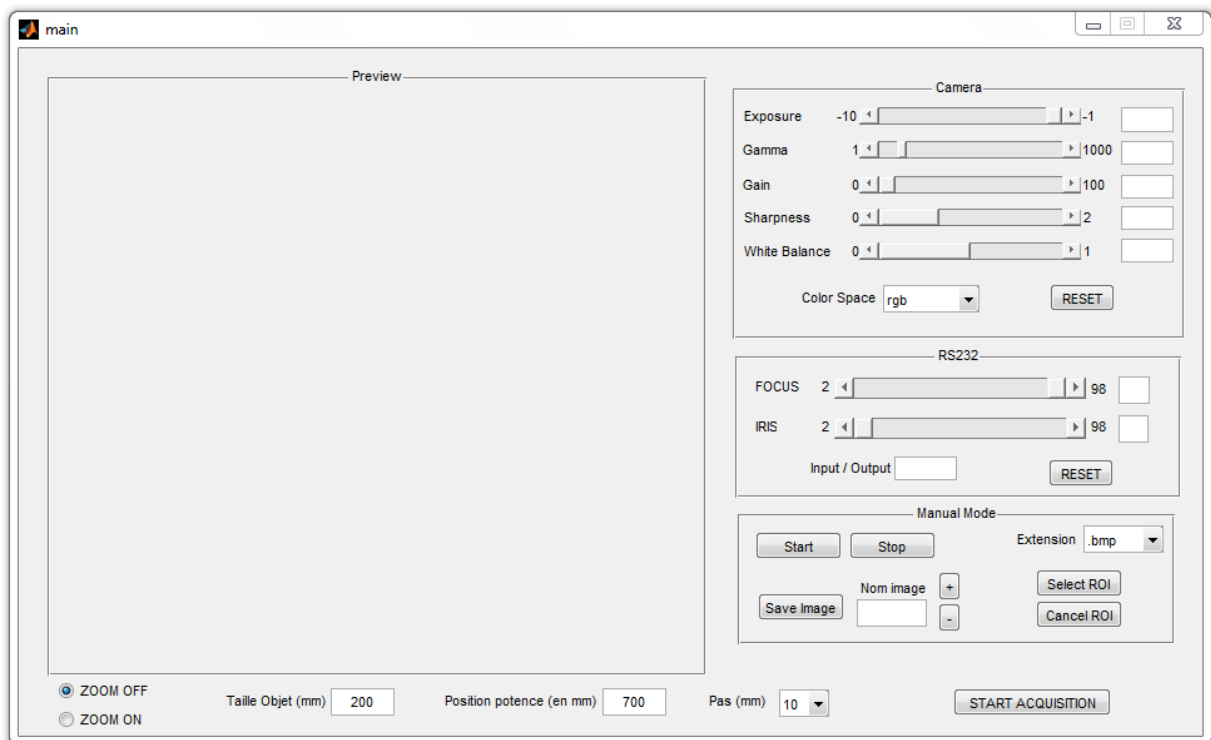 main
Preview
Camera
Exposure -10 -1
Gamma 1 1000
Gain 0 100
Sharpness 0 2
White Balance 0 1
Color Space rgb RESET
RS232
FOCUS 2 98
IRIS 2 98
Input / Output RESET
Manual Mode
Start Stop Extension .bmp
Nom image + Select ROI
Save Image - Cancel ROI
ZOOM OFF
ZOOM ON
Taille Objet (mm) 200 Position potence (en mm) 700 Pas (mm) 10 START ACQUISITION